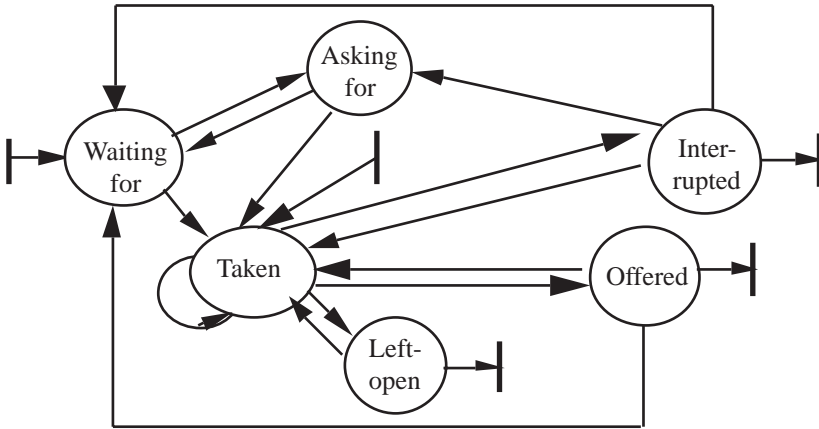 Asking
for
Waiting
for
Inter-
rupted
Taken
Offered
Left-
open